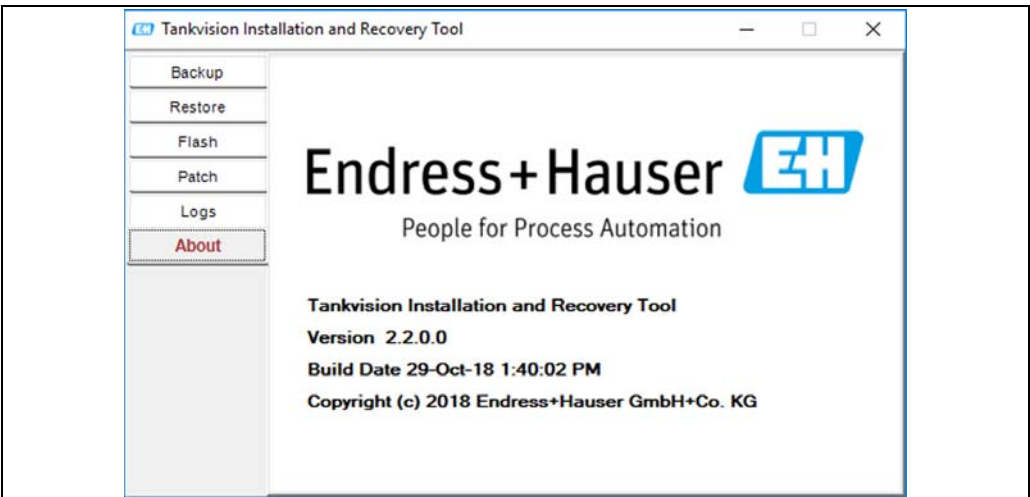 Tankvision Installation and Recovery Tool
Backup
Restore
Flash
Patch
Logs
About
Endress+Hauser EH
People for Process Automation
Tankvision Installation and Recovery Tool
Version 2.2.0.0
Build Date 29-Oct-18 1:40:02 PM
Copyright (c) 2018 Endress+Hauser GmbH+Co. KG